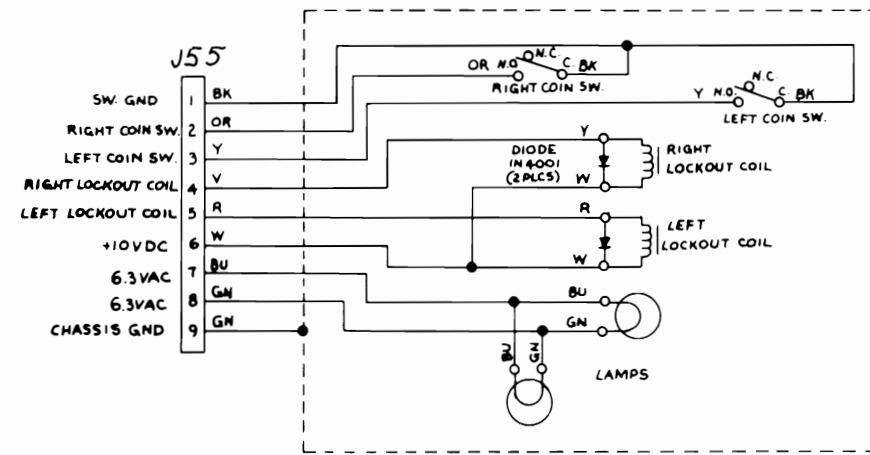 J55
SW. GND 1 BK
RIGHT COIN SW. 2 OR
LEFT COIN SW. 3 Y
RIGHT LOCKOUT COIL 4 V
LEFT LOCKOUT COIL 5 R
+10VDC 6 W
6.3VAC 7 BU
6.3VAC 8 GN
CHASSIS GND 9 GN
N.C.
OR N.O. C. BK
RIGHT COIN SW.
N.C.
Y N.O. C. BK
LEFT COIN SW.
Y
DIODE
IN4001
(2PLCS)
W
RIGHT
LOCKOUT COIL
R
W
LEFT
LOCKOUT COIL
BU
GN
BU
GN
LAMPS